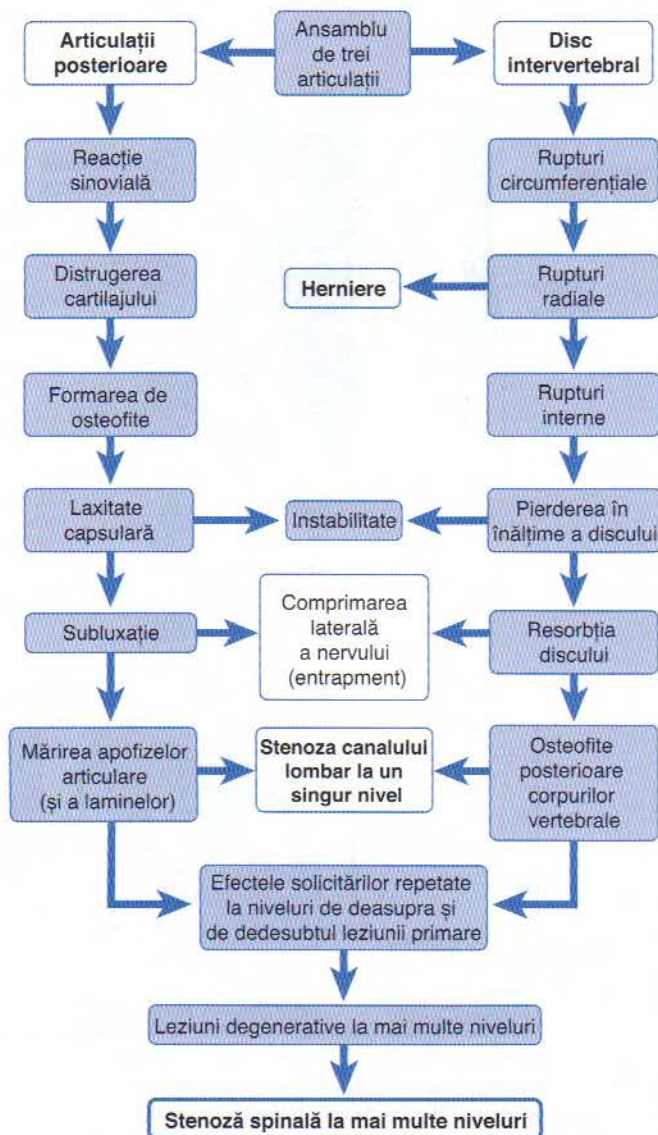 Articulații
posterioare
Ansamblu
de trei
articulații
Disc
intervertebral
Reacție
sinovială
Rupturi
circumferențiale
Distrugerea
cartilajului
Herniere
Rupturi
radiale
Formarea de
osteofite
Rupturi
interne
Laxitate
capsulară
Instabilitate
Pierderea în
înălțime a discului
Subluxație
Comprimarea
laterală
a nervului
(entrapment)
Resorbția
discului
Mărirea apofizelor
articulare
(și a laminelor)
Stenoza canalului
lombar la un
singur nivel
Osteofite
posterioare
corpurilor
vertebrale
Efectele solicitărilor repetate
la niveluri de deasupra și
de dedesubtul leziunii primare
Leziuni degenerative la mai multe niveluri
Stenoză spinală la mai multe niveluri